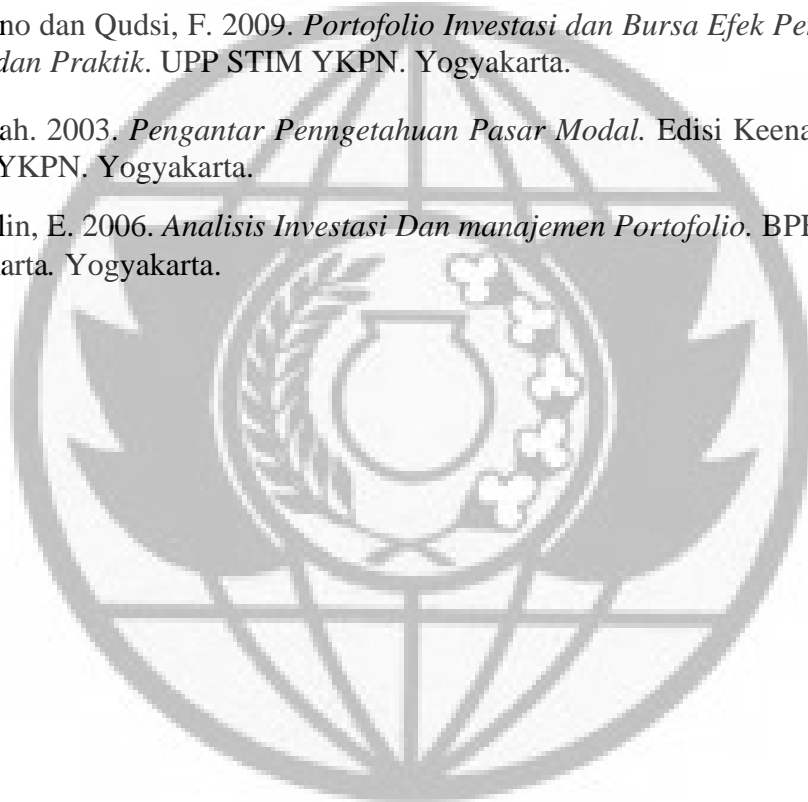 no dan Qudsi, F. 2009. Portofolio Investasi dan Bursa Efek Pe
dan Praktik. UPP STIM YKPN. Yogyakarta.
ah. 2003. Pengantar Penngetahuan Pasar Modal. Edisi Keena
YKPN. Yogyakarta.
lin, E. 2006. Analisis Investasi Dan manajemen Portofolio. BP
arta. Yogyakarta.